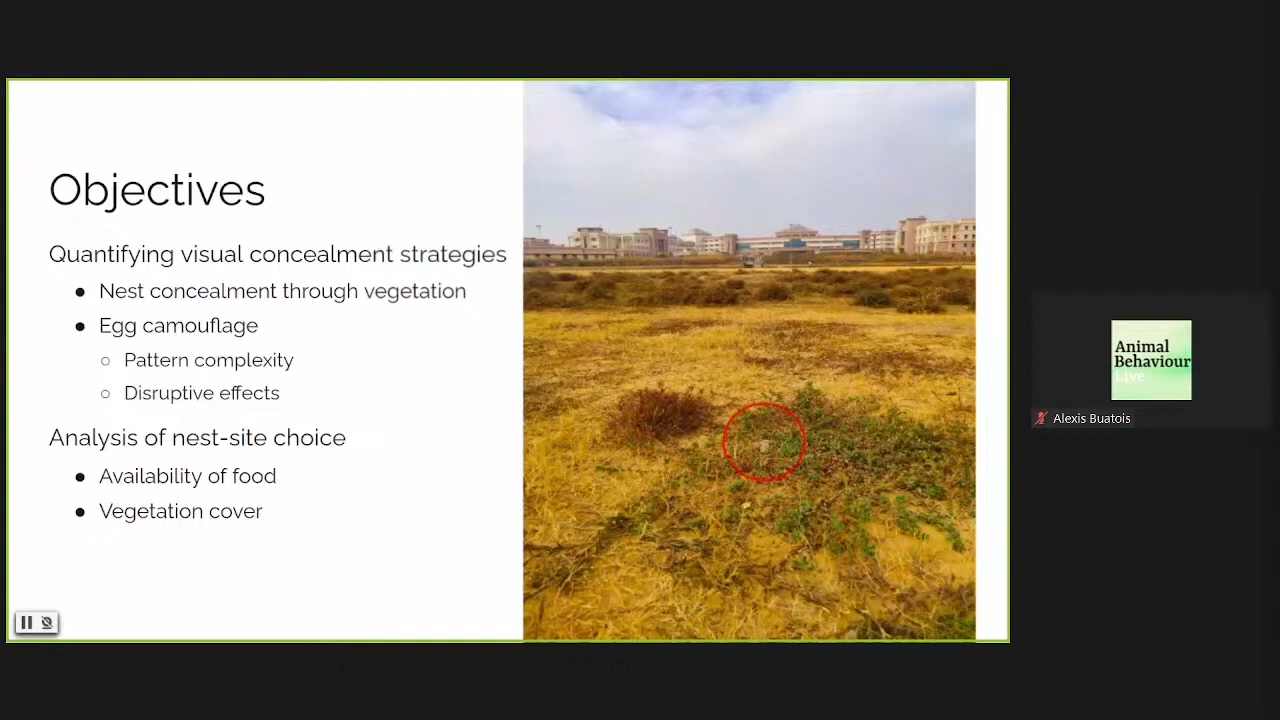 Objectives
Quantifying visual concealment strategies
● Nest concealment through vegetation
● Egg camouflage
○ Pattern complexity
○ Disruptive effects
Analysis of nest-site choice
● Availability of food
● Vegetation cover
Animal
Behaviour
Live
Alexis Buatois